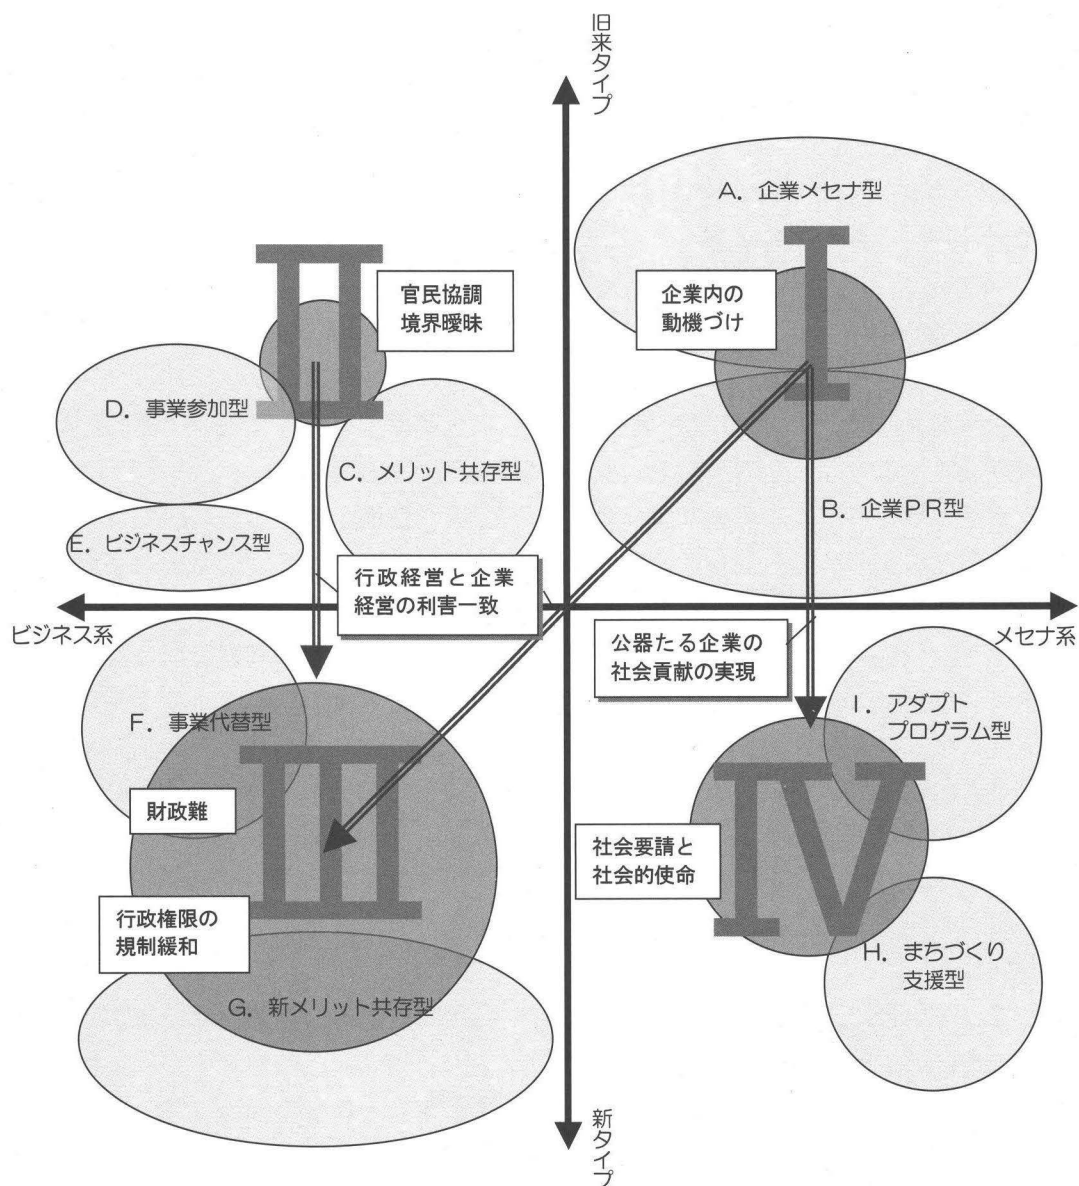 旧来タイプ
A. 企業メセナ型
I
II
官民協調
境界曖昧
企業内の
動機づけ
D. 事業参加型
C. メリット共存型
B. 企業PR型
E. ビジネスチャンス型
行政経営と企業
経営の利害一致
ビジネス系
メセナ系
公器たる企業の
社会貢献の実現
F. 事業代替型
I. アダプト
プログラム型
III
IV
財政難
社会要請と
社会的使命
行政権限の
規制緩和
H. まちづくり
支援型
G. 新メリット共存型
新タイプ